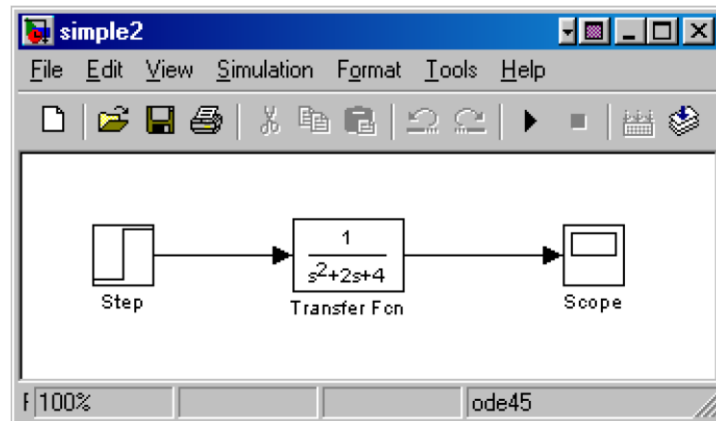 simple2
File Edit View Simulation Format Tools Help
1
s²+2s+4
Step
Transfer Fcn
Scope
F 100% ode45